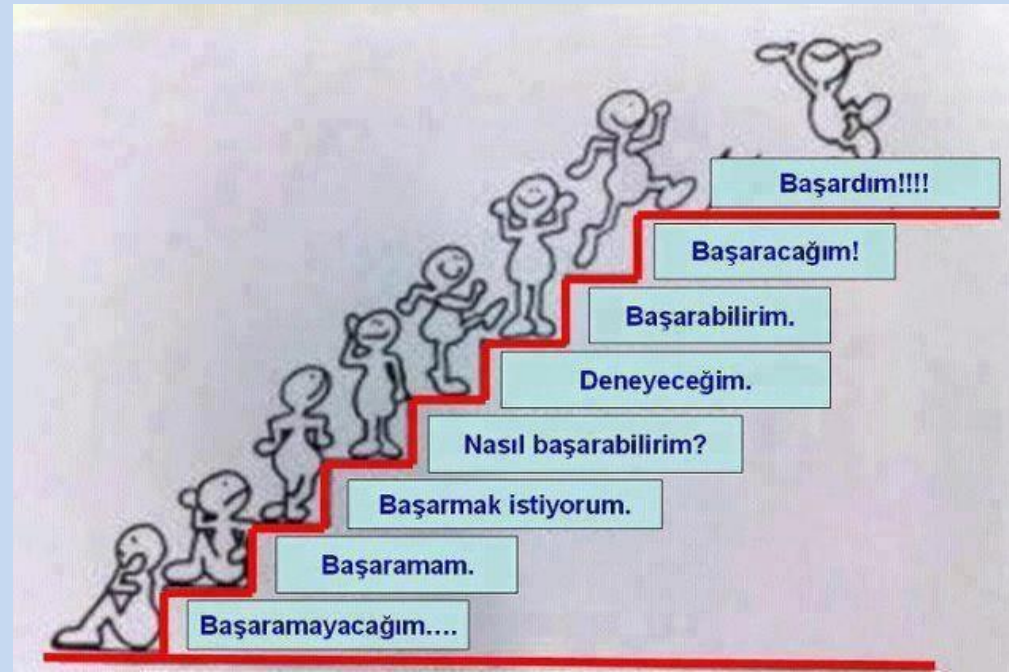 Başardım!!!!
Başaracağım!
Başarabilirim.
Deneyeceğim.
Nasıl başarabilirim?
Başarmak istiyorum.
Başaramam.
Başaramayacağım....